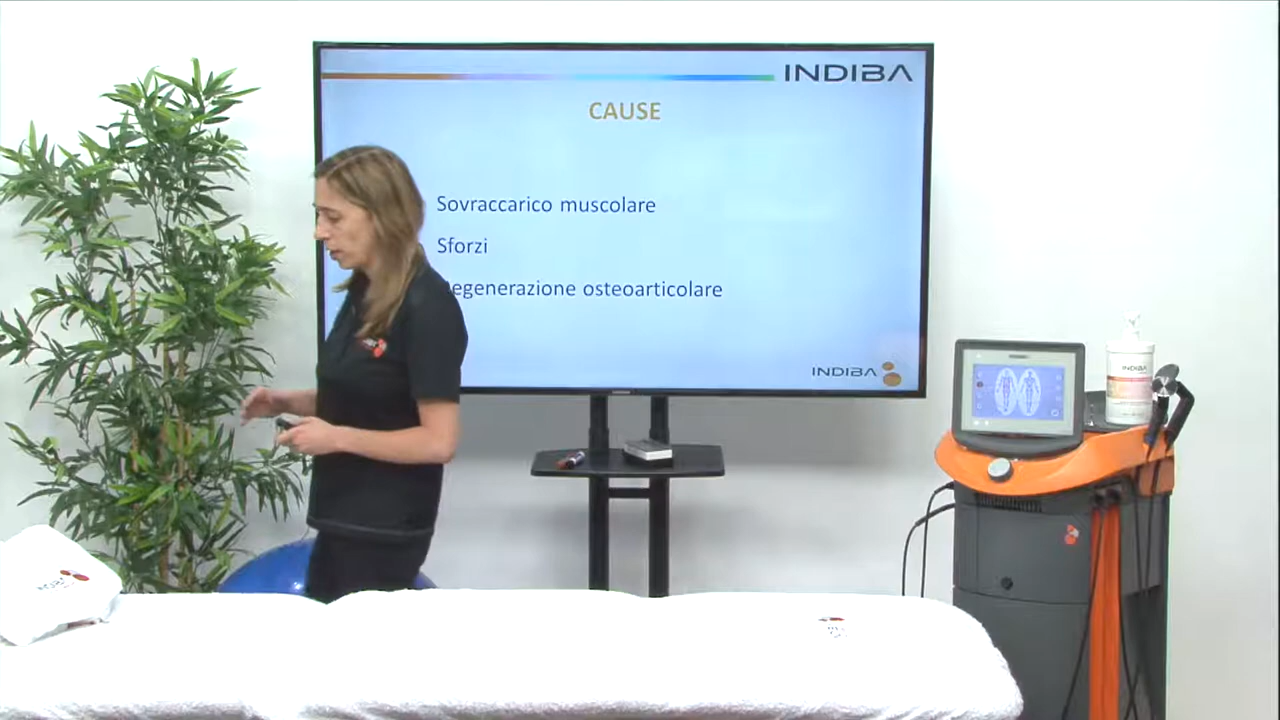 INDIBA
CAUSE
Sovraccarico muscolare
Sforzi
egenerazione osteoarticolare
INDIBA
INDIBA